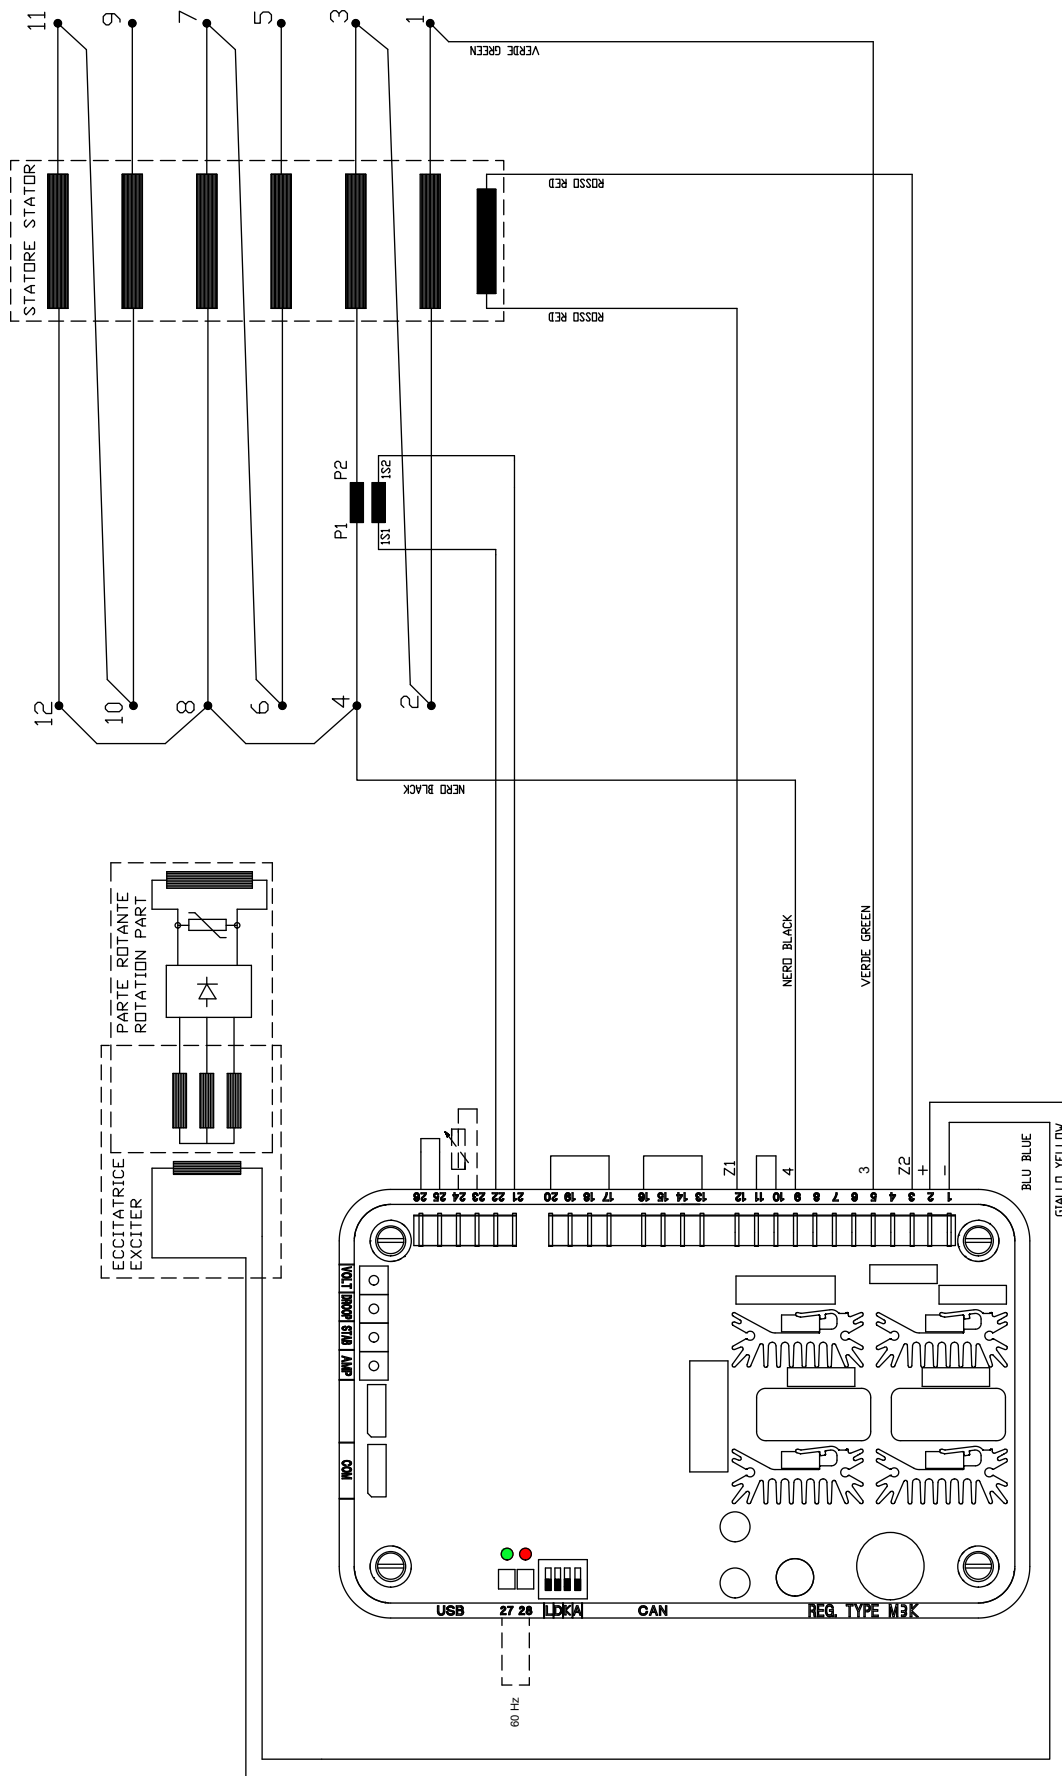 11
9
7
5
3
1
VERDE GREEN
STATORE STATOR
ROSSO RED
ROSSO RED
P2
P1
1S2
1S1
12
10
8
6
4
2
NERO BLACK
PARTE ROTANTE
ROTATION PART
NERO BLACK
VERDE GREEN
ECCITATRICE
EXCITER
Z1
4
3
Z2
+
-
BLU BLUE
GIALLO YELLOW
26
25
24
23
22
21
20
19
18
17
16
15
14
13
12
11
10
9
8
7
6
5
4
3
2
1
VOLT
DROOP
STAB
AMP
COM
USB
27 28
LDKA
CAN
REG. TYPE M3K
60 Hz